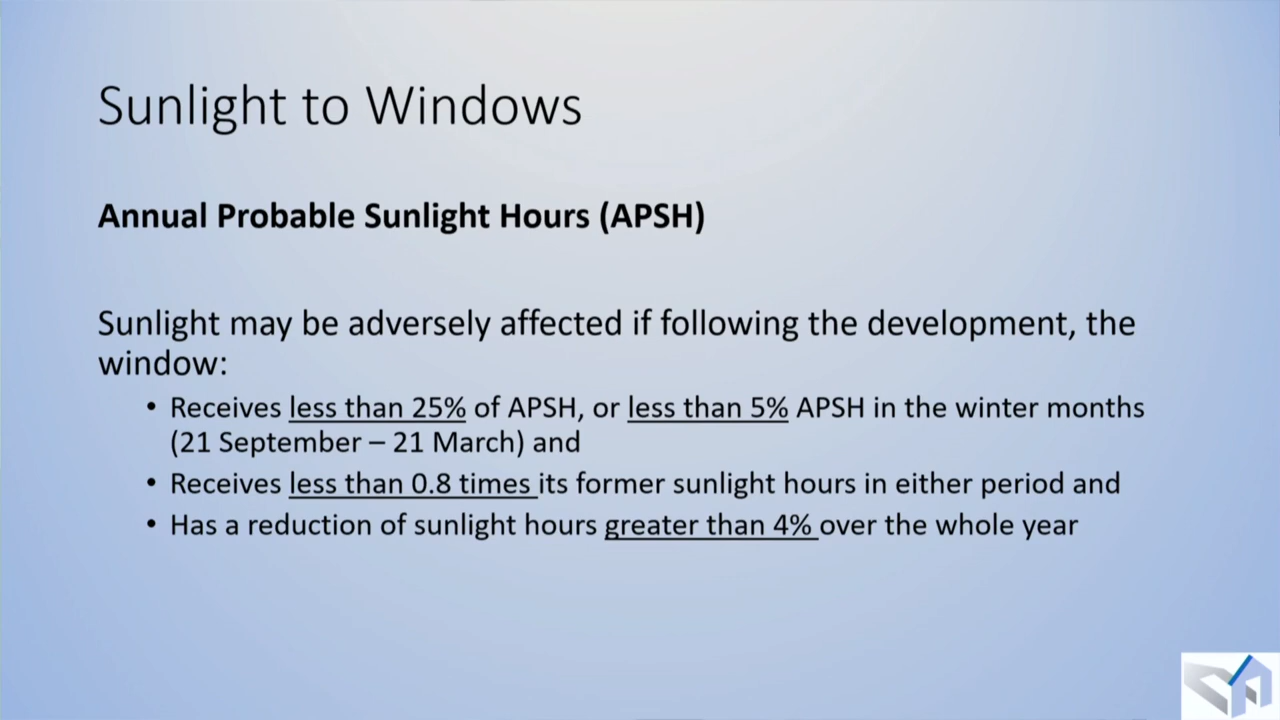 Sunlight to Windows
Annual Probable Sunlight Hours (APSH)
Sunlight may be adversely affected if following the development, the
window:
• Receives less than 25% of APSH, or less than 5% APSH in the winter months
(21 September – 21 March) and
• Receives less than 0.8 times its former sunlight hours in either period and
• Has a reduction of sunlight hours greater than 4% over the whole year